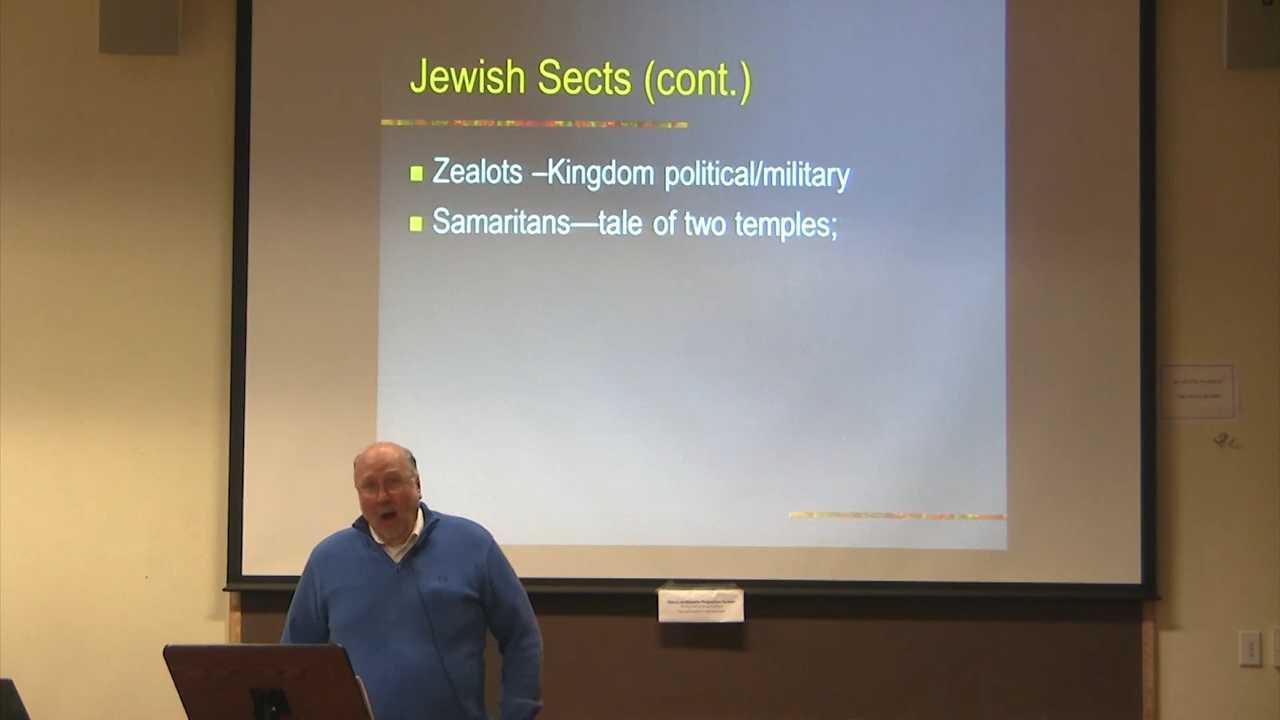 Jewish Sects (cont.)
Zealots –Kingdom political/military
Samaritans—tale of two temples;